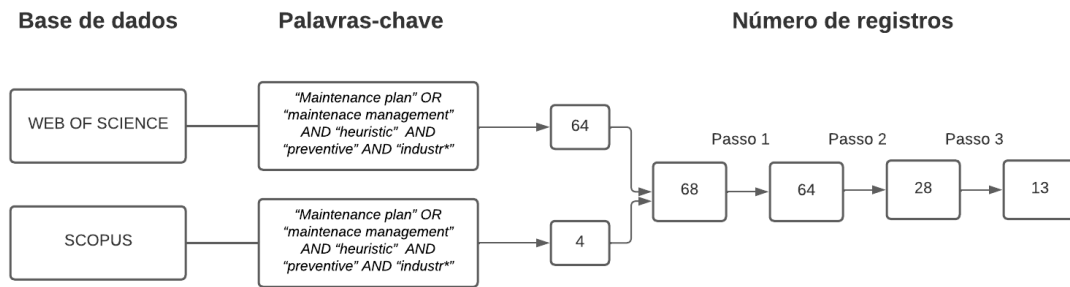 Base de dados
Palavras-chave
Número de registros
WEB OF SCIENCE
“Maintenance plan” OR
“maintenace management”
AND “heuristic” AND
“preventive” AND “industr*”
64
Passo 1
Passo 2
Passo 3
68
64
28
13
SCOPUS
“Maintenance plan” OR
“maintenace management”
AND “heuristic” AND
“preventive” AND “industr*”
4